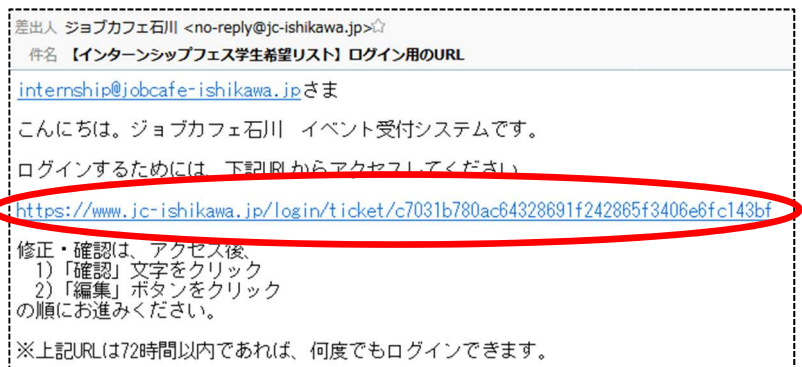 差出人 ジョブカフェ石川 <no-reply@jc-ishikawa.jp>☆
件名 【インターンシップフェス学生希望リスト】ログイン用のURL
internship@jobcafe-ishikawa.jpさま
こんにちは。ジョブカフェ石川　イベント受付システムです。
ログインするためには、下記URLからアクセスしてください
https://www.jc-ishikawa.jp/login/ticket/c7031b780ac64328691f242865f3406e6fc143bf
修正・確認は、アクセス後、
1)「確認」文字をクリック
2)「編集」ボタンをクリック
の順にお進みください。
※上記URLは72時間以内であれば、何度でもログインできます。